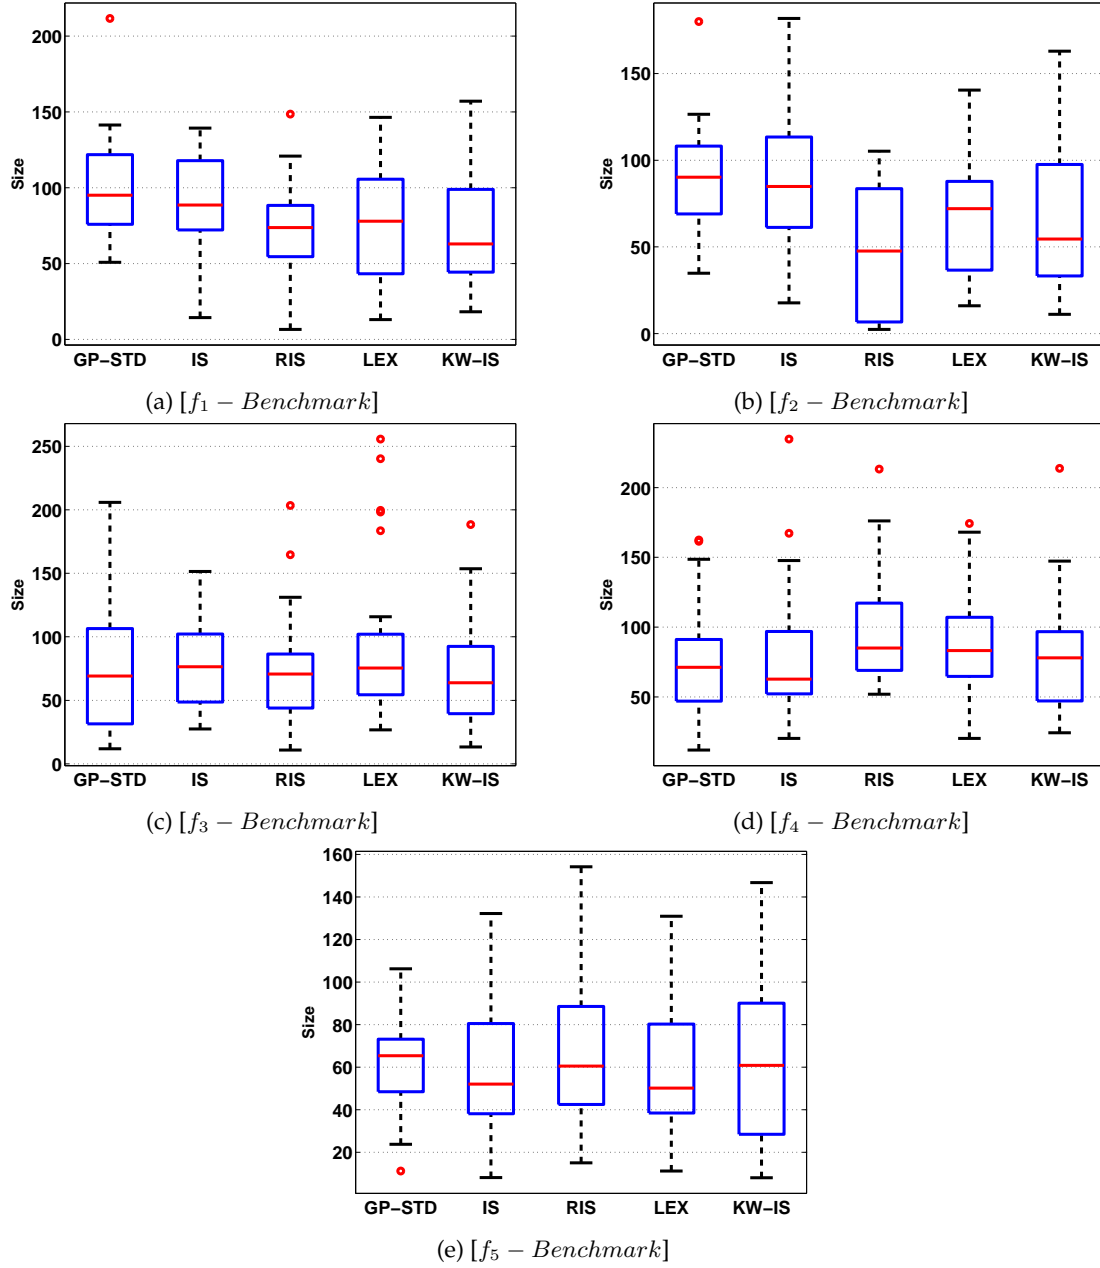 200
150
100
50
0
Size
GP-STD IS RIS LEX KW-IS
(a) [f1 − Benchmark]
150
100
50
0
Size
GP-STD IS RIS LEX KW-IS
(b) [f2 − Benchmark]
250
200
150
100
50
0
Size
GP-STD IS RIS LEX KW-IS
(c) [f3 − Benchmark]
200
150
100
50
Size
GP-STD IS RIS LEX KW-IS
(d) [f4 − Benchmark]
160
140
120
100
80
60
40
20
Size
GP-STD IS RIS LEX KW-IS
(e) [f5 − Benchmark]